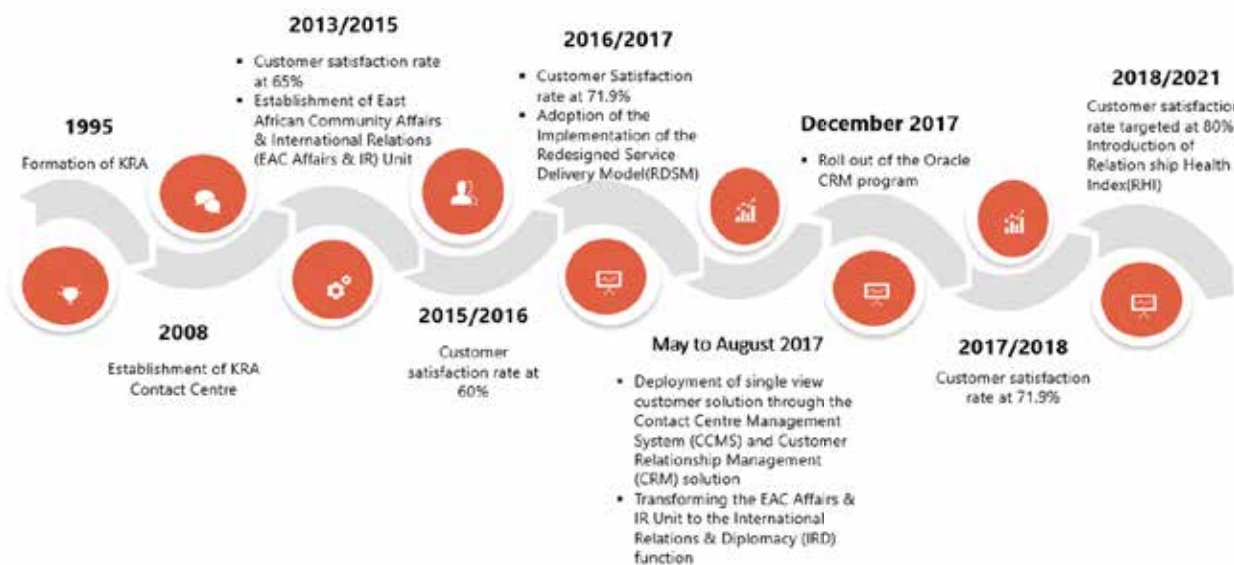 1995
Formation of KRA
2008
Establishment of KRA
Contact Centre
2013/2015
▪ Customer satisfaction rate
at 65%
▪ Establishment of East
African Community Affairs
& International Relations
(EAC Affairs & IR) Unit
2015/2016
Customer
satisfaction rate at
60%
2016/2017
▪ Customer Satisfaction
rate at 71.9%
▪ Adoption of the
Implementation of the
Redesigned Service
Delivery Model(RDSM)
May to August 2017
▪ Deployment of single view
customer solution through the
Contact Centre Management
System (CCMS) and Customer
Relationship Management
(CRM) solution
▪ Transforming the EAC Affairs &
IR Unit to the International
Relations & Diplomacy (IRD)
function
December 2017
▪ Roll out of the Oracle
CRM program
2017/2018
Customer satisfaction
rate at 71.9%
2018/2021
Customer satisfaction
rate targeted at 80%
Introduction of
Relation ship Health
Index(RHI)